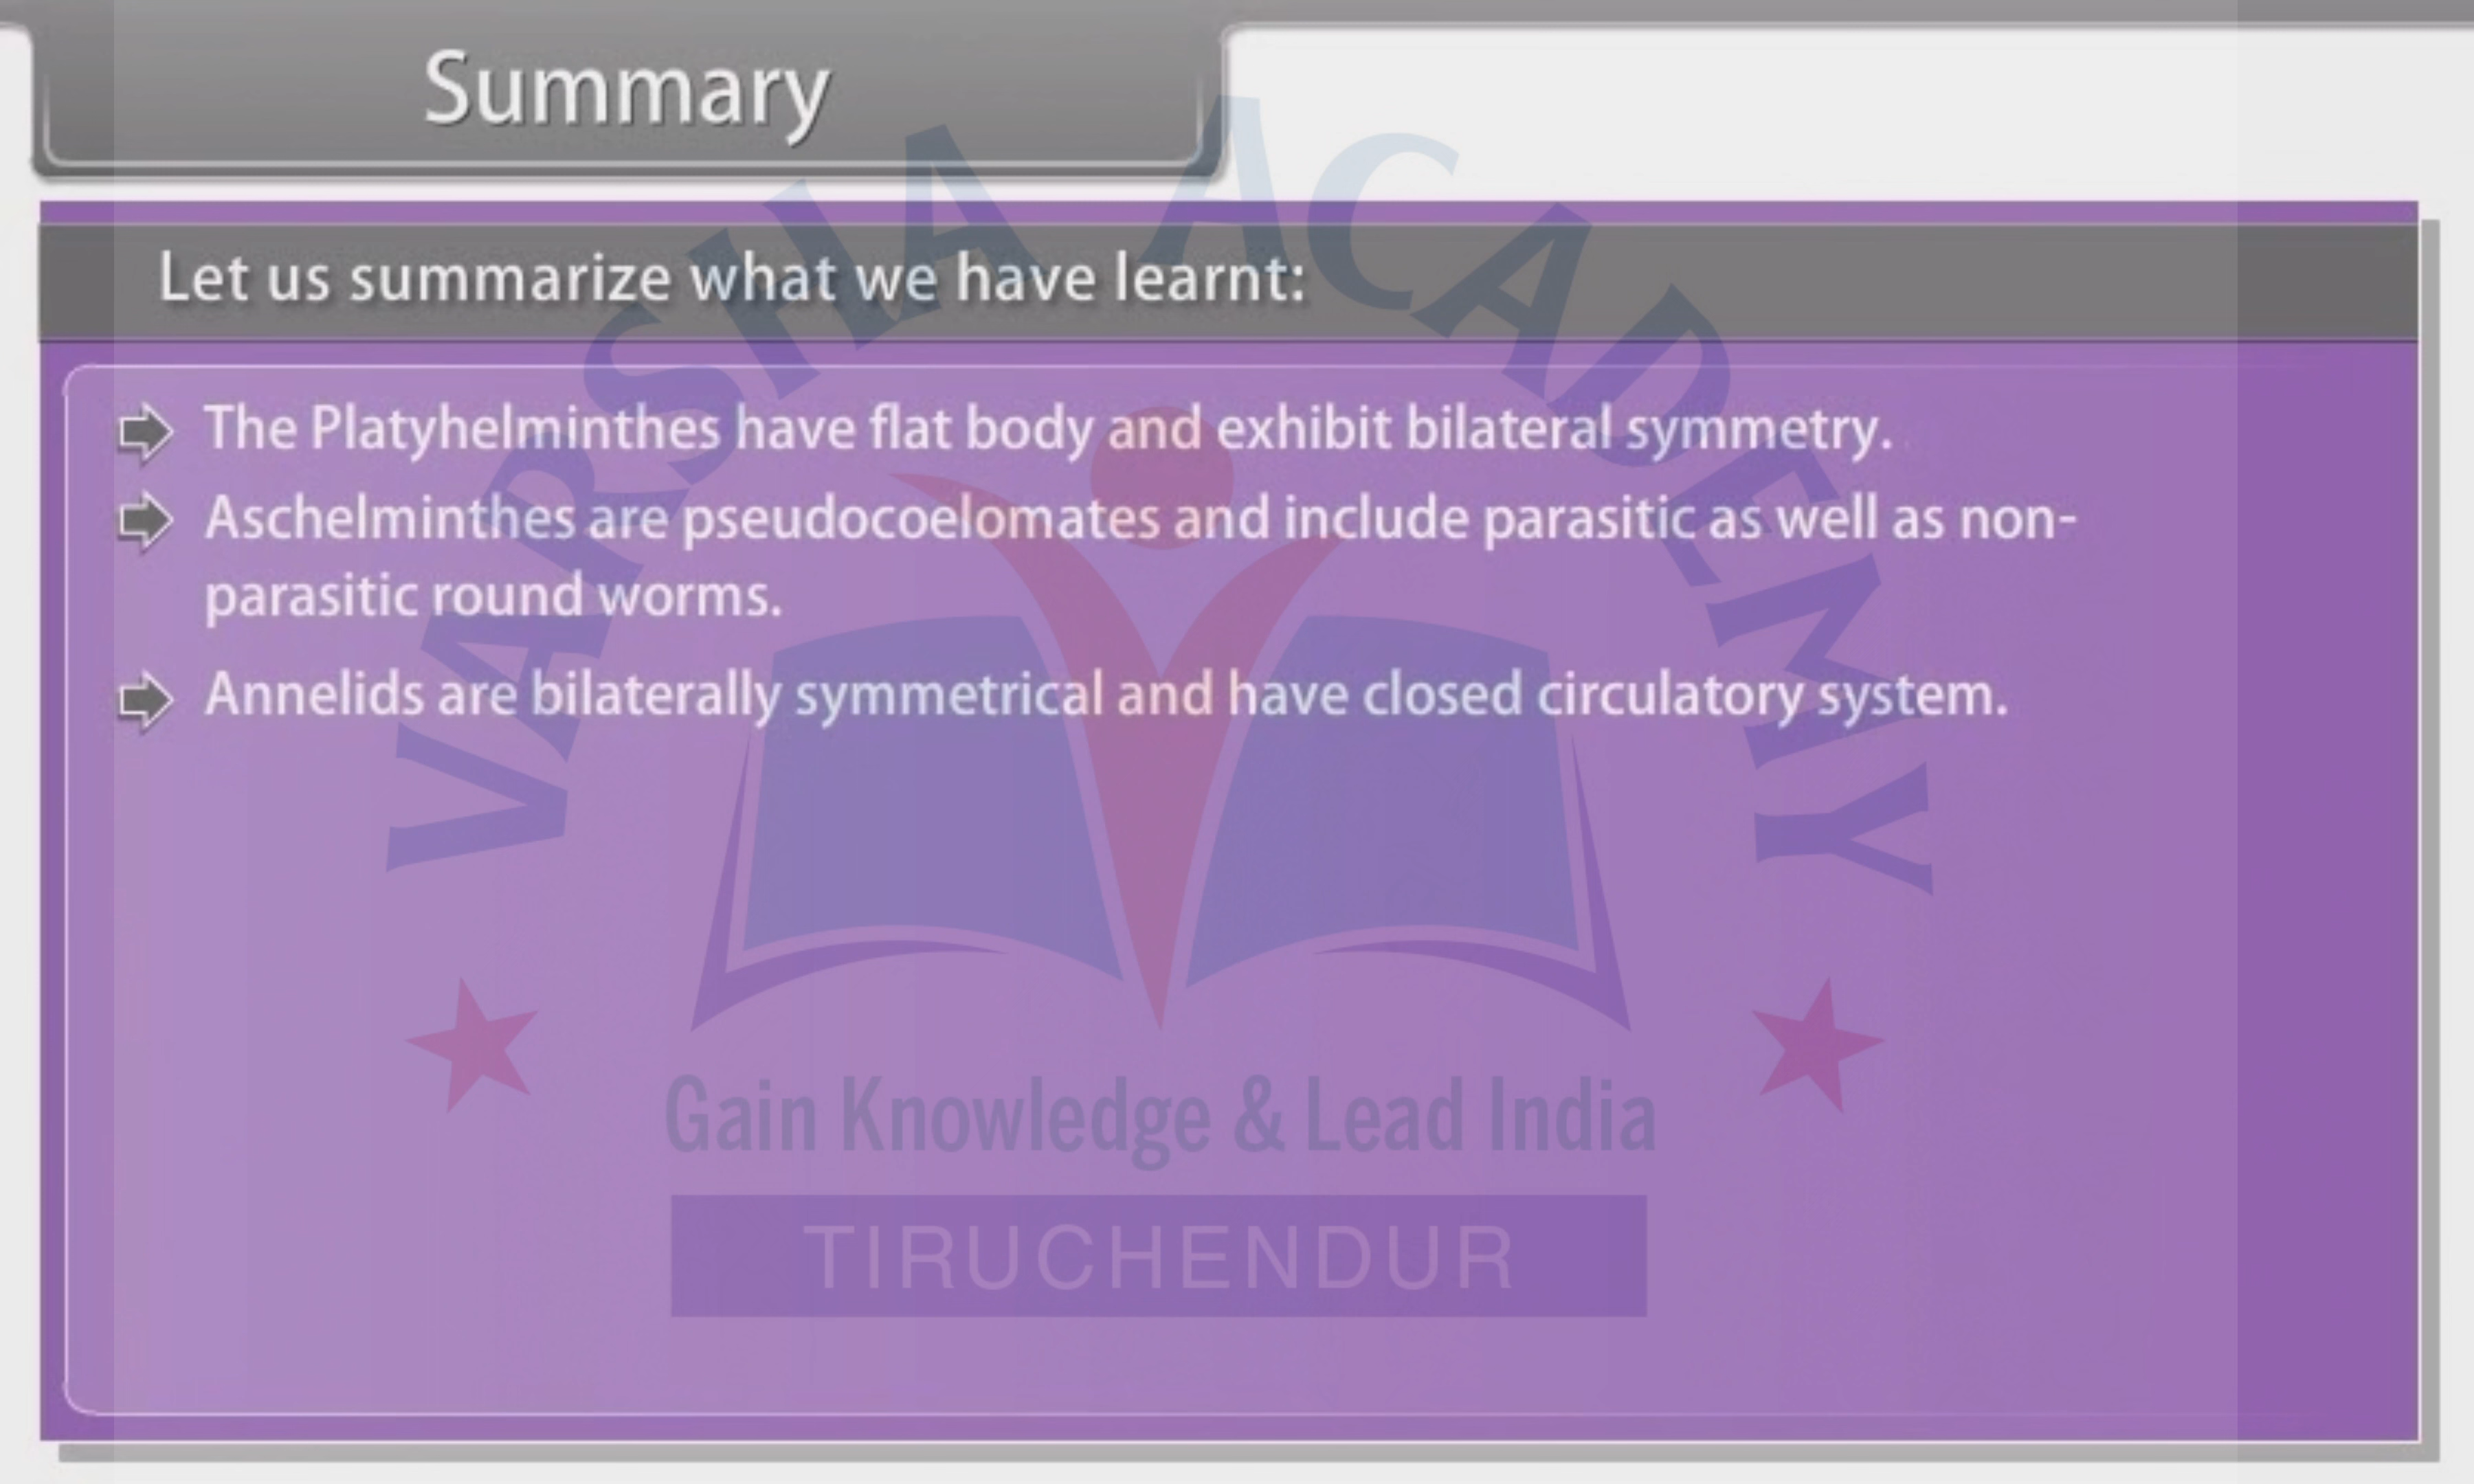 Summary
Let us summarize what we have learnt:
The Platyhelminthes have flat body and exhibit bilateral symmetry.
Aschelminthes are pseudocoelomates and include parasitic as well as non-
parasitic round worms.
Annelids are bilaterally symmetrical and have closed circulatory system.
VARSHA ACADEMY
Gain Knowledge & Lead India
TIRUCHENDUR